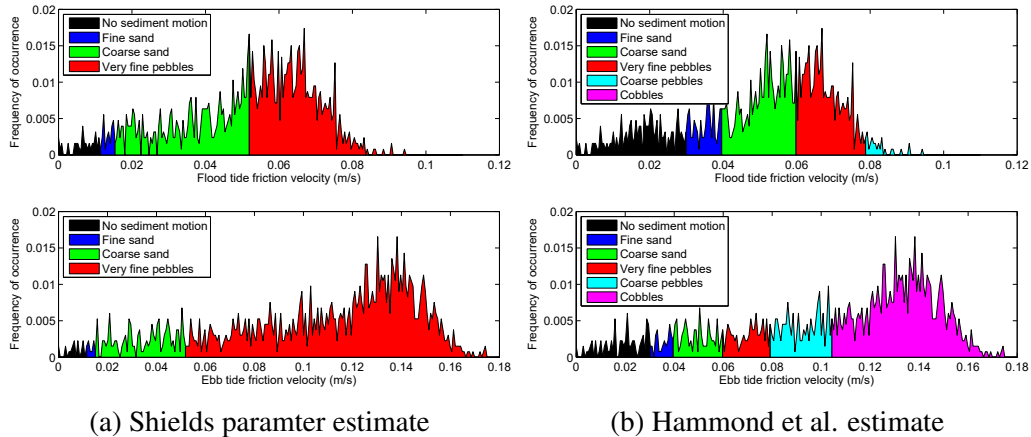 0.02
0.015
0.01
0.005
0
Frequency of occurrence
No sediment motion
Fine sand
Coarse sand
Very fine pebbles
0 0.02 0.04 0.06 0.08 0.1 0.12
Flood tide friction velocity (m/s)
0.02
0.015
0.01
0.005
0
Frequency of occurrence
No sediment motion
Fine sand
Coarse sand
Very fine pebbles
0 0.02 0.04 0.06 0.08 0.1 0.12 0.14 0.16 0.18
Ebb tide friction velocity (m/s)
(a) Shields paramter estimate
0.02
0.015
0.01
0.005
0
Frequency of occurrence
No sediment motion
Fine sand
Coarse sand
Very fine pebbles
Coarse pebbles
Cobbles
0 0.02 0.04 0.06 0.08 0.1 0.12
Flood tide friction velocity (m/s)
0.02
0.015
0.01
0.005
0
Frequency of occurrence
No sediment motion
Fine sand
Coarse sand
Very fine pebbles
Coarse pebbles
Cobbles
0 0.02 0.04 0.06 0.08 0.1 0.12 0.14 0.16 0.18
Ebb tide friction velocity (m/s)
(b) Hammond et al. estimate